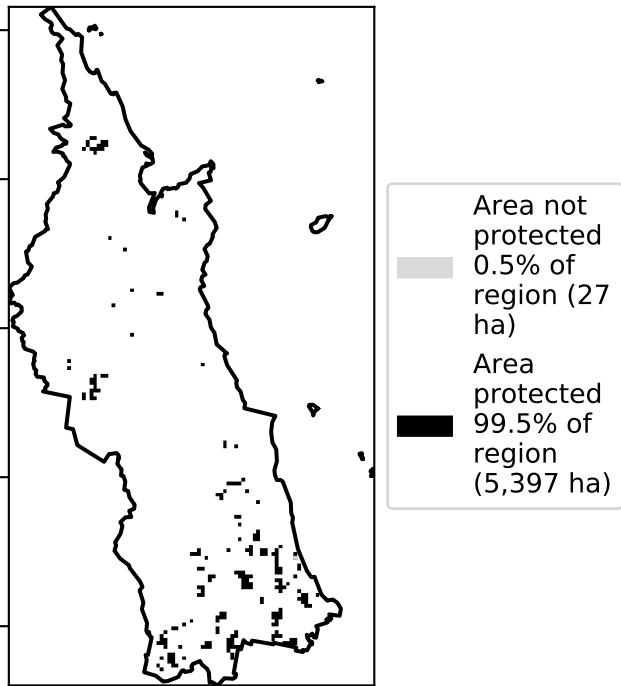 Area not
protected
0.5% of
region (27
ha)
Area
protected
99.5% of
region
(5,397 ha)